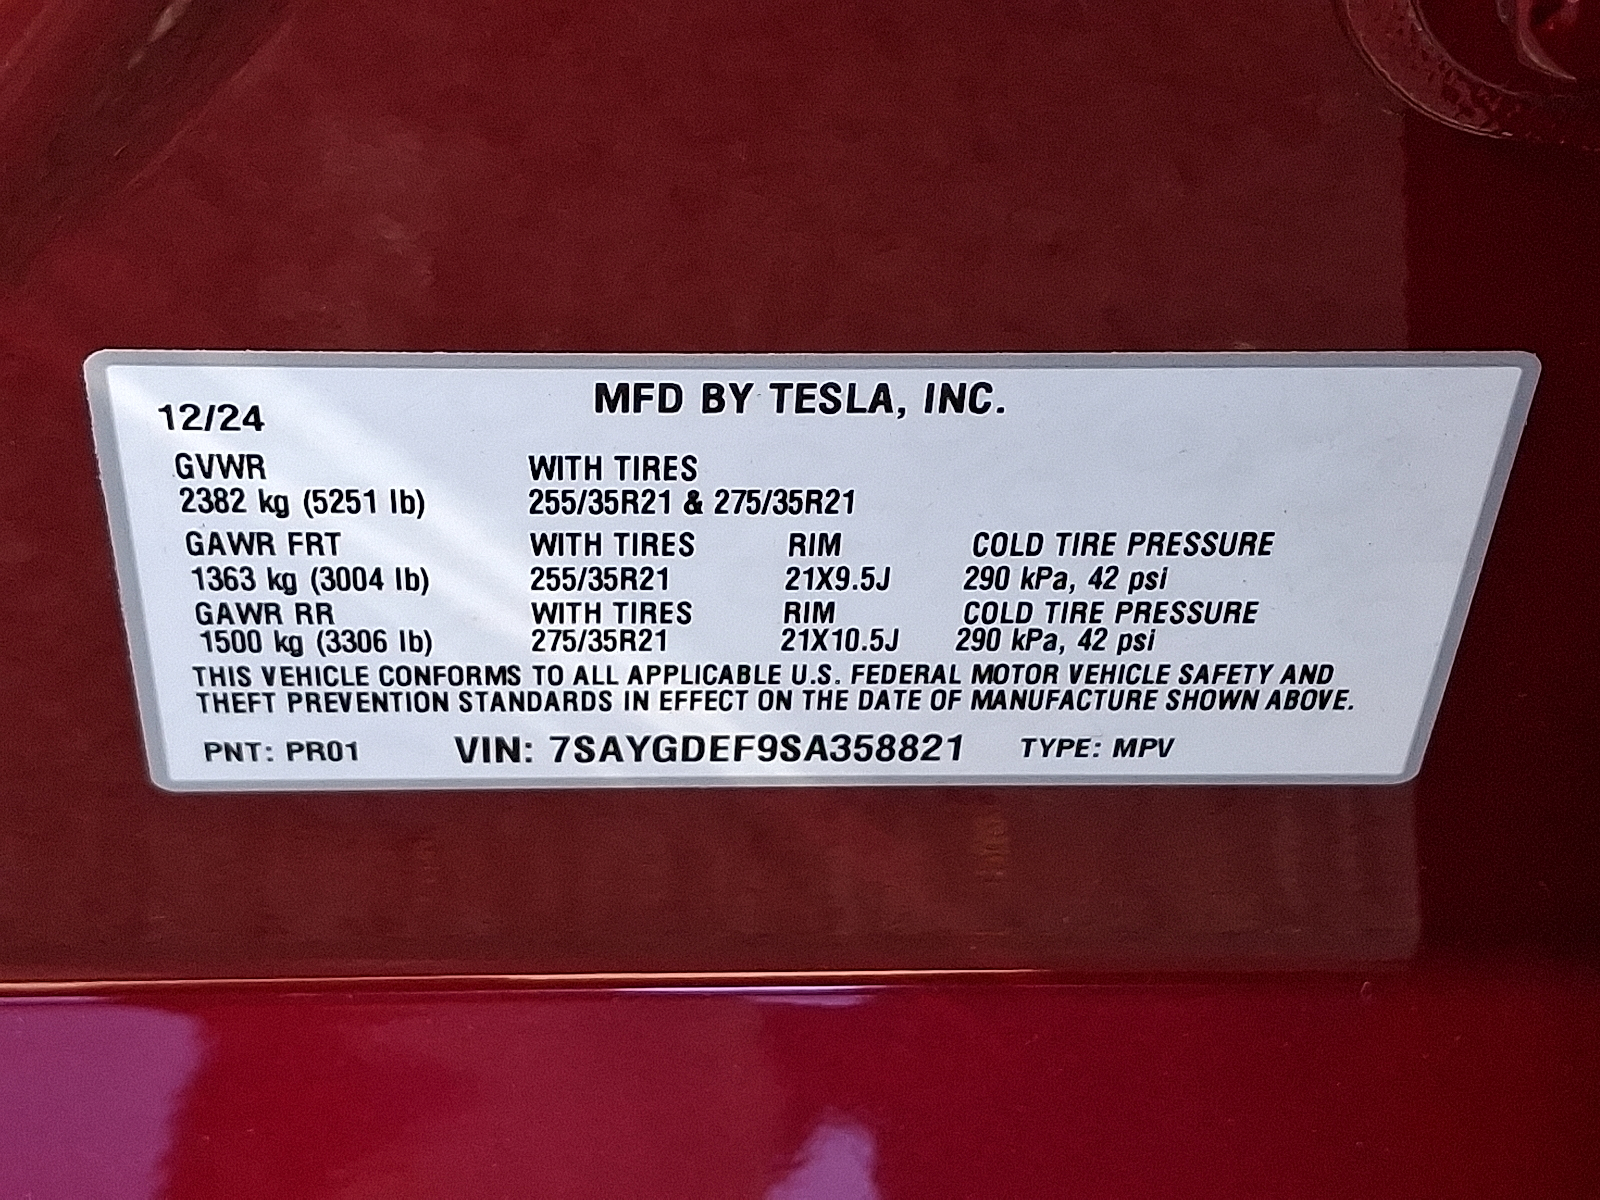 MFD BY TESLA, INC.
12/24
GVWR WITH TIRES
2382 kg (5251 lb) 255/35R21 & 275/35R21
GAWR FRT WITH TIRES RIM COLD TIRE PRESSURE
1363 kg (3004 lb) 255/35R21 21X9.5J 290 kPa, 42 psi
GAWR RR WITH TIRES RIM COLD TIRE PRESSURE
1500 kg (3306 lb) 275/35R21 21X10.5J 290 kPa, 42 psi
THIS VEHICLE CONFORMS TO ALL APPLICABLE U.S. FEDERAL MOTOR VEHICLE SAFETY AND
THEFT PREVENTION STANDARDS IN EFFECT ON THE DATE OF MANUFACTURE SHOWN ABOVE.
PNT: PR01 VIN: 7SAYGDEF9SA358821 TYPE: MPV